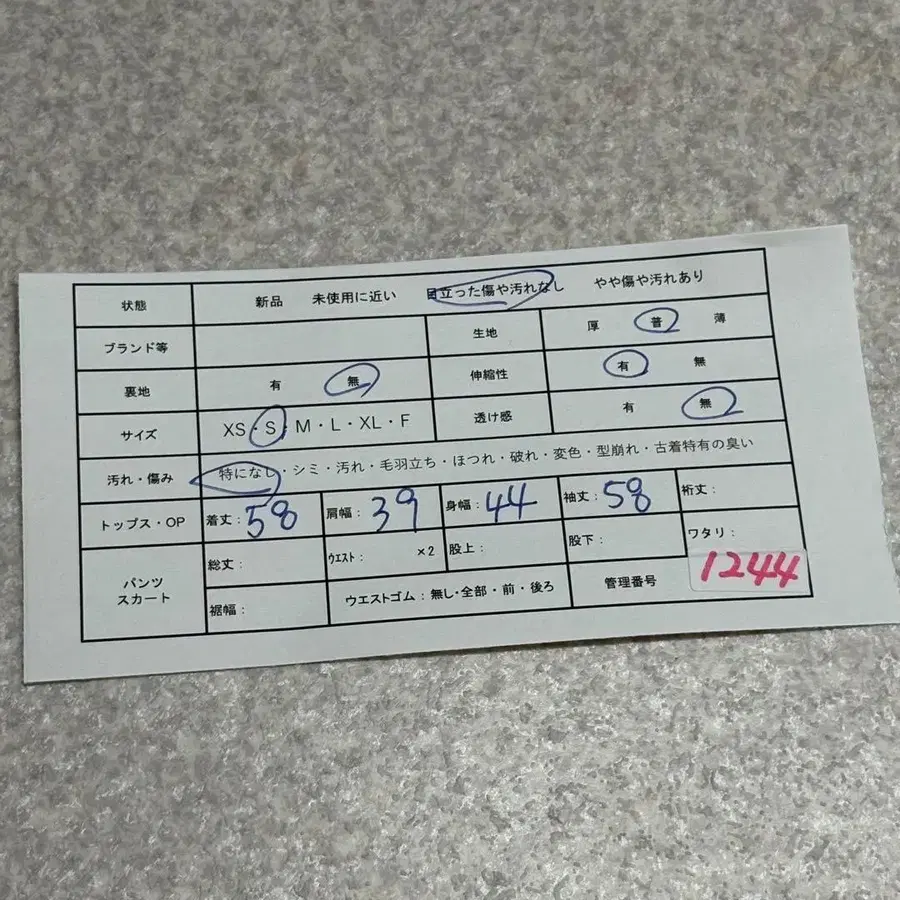 状態 新品 未使用に近い 目立った傷や汚れなし やや傷や汚れあり
ブランド等 生地 厚 普 薄
裏地 有 無 伸縮性 有 無
サイズ XS・S・M・L・XL・F 透け感 有 無
汚れ・傷み 特になし・シミ・汚れ・毛羽立ち・ほつれ・破れ・変色・型崩れ・古着特有の臭い
トップス・OP 着丈:58 肩幅:39 身幅:44 袖丈:58 裄丈:
パンツ スカート 総丈: ウエスト: ×2 股上: 股下: ワタリ:
裾幅: ウエストゴム:無し・全部・前・後ろ 管理番号 1244